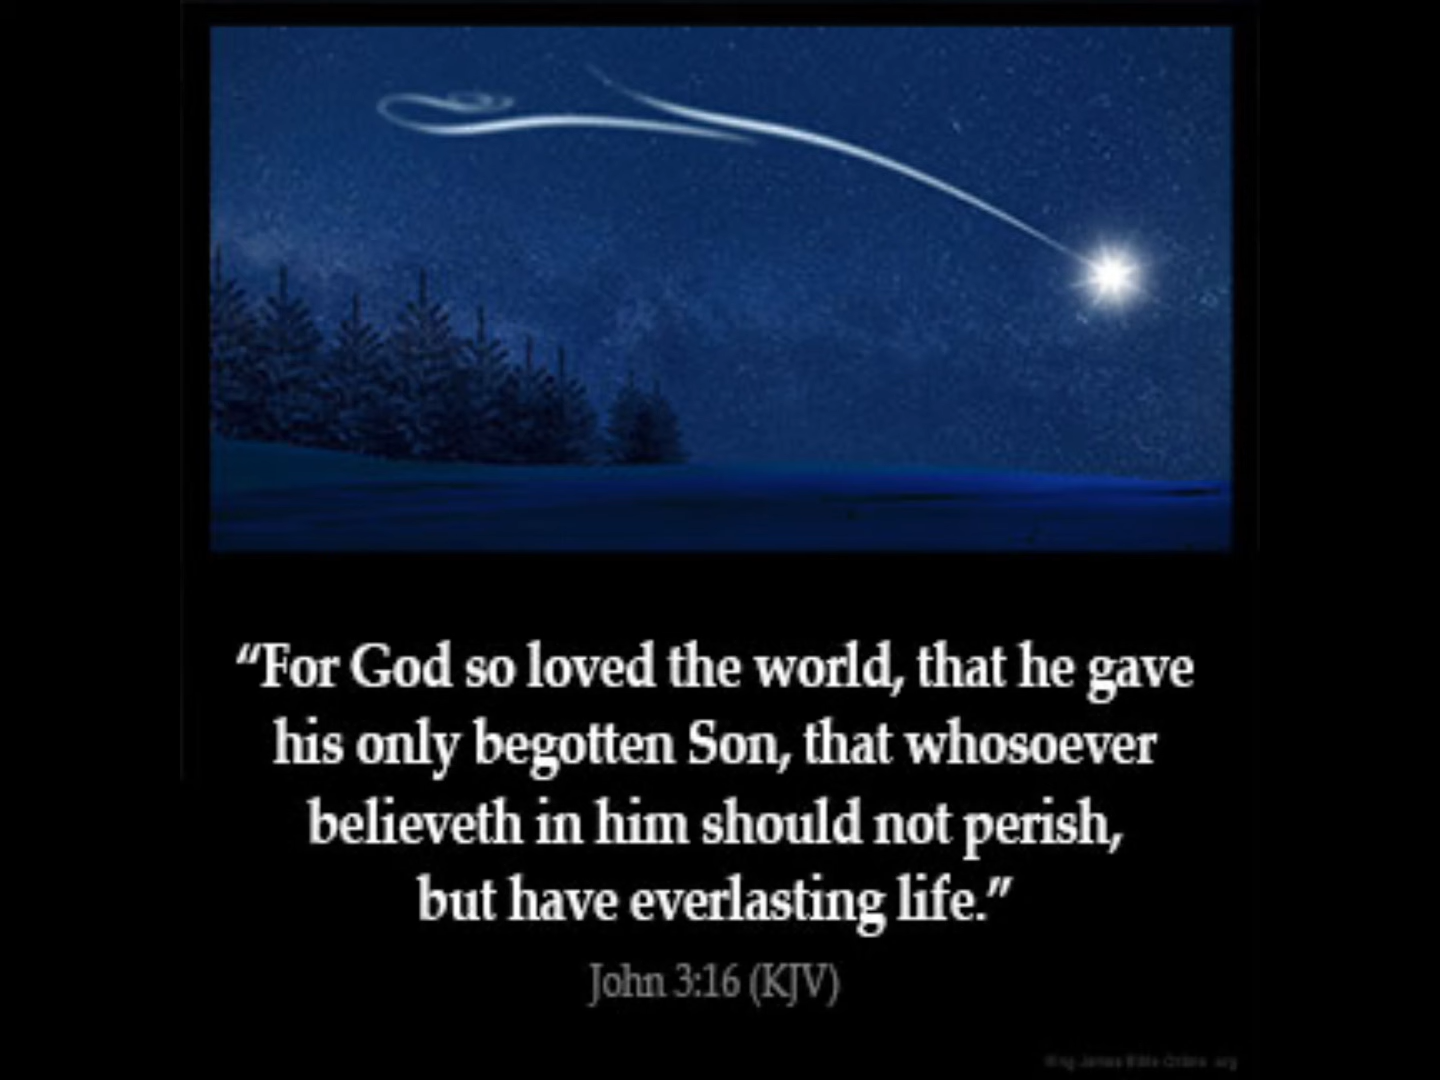 “For God so loved the world, that he gave
his only begotten Son, that whosoever
believeth in him should not perish,
but have everlasting life.”
John 3:16 (KJV)